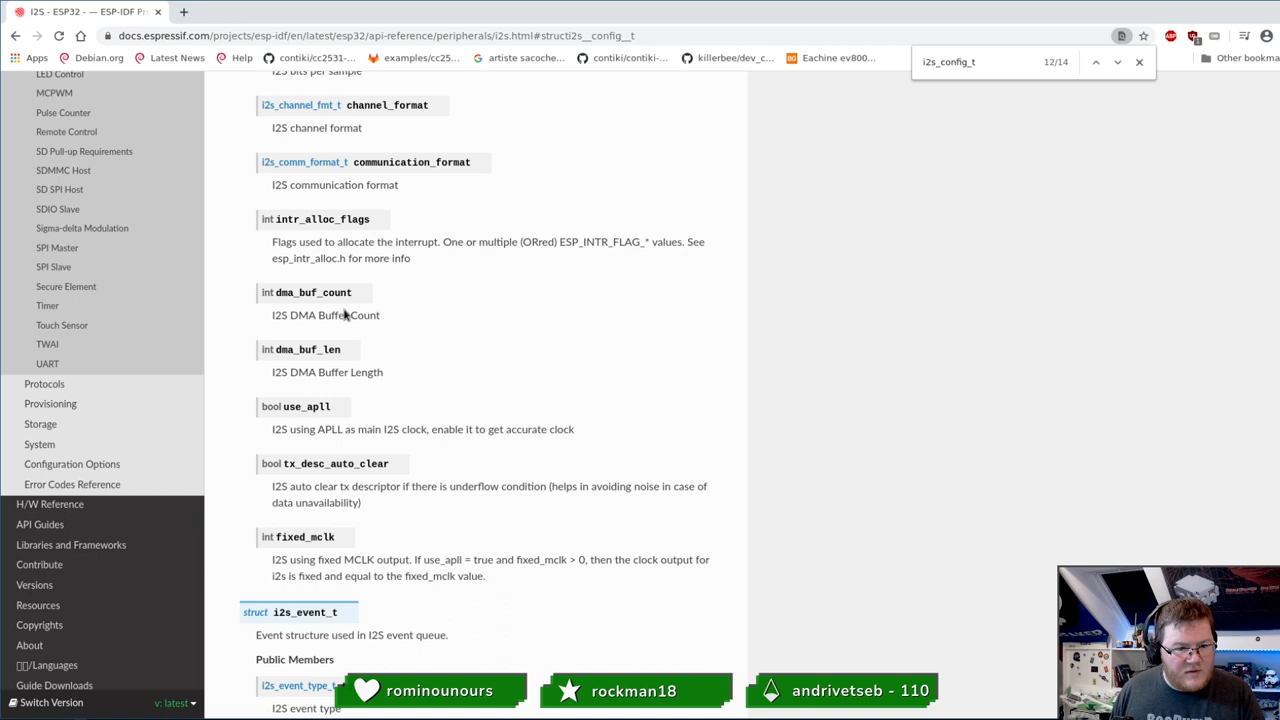 I2S - ESP32 - — ESP-IDF Pr
docs.espressif.com/projects/esp-idf/en/latest/esp32/api-reference/peripherals/i2s.html#structi2s__config__t
Apps
Debian.org
Latest News
Help
contiki/cc2531-...
examples/cc25...
artiste sacoche...
contiki/contiki-...
killerbee/dev_c...
Eachine ev800...
Other bookma
i2s_config_t
12/14
LED Control
MCPWM
Pulse Counter
Remote Control
SD Pull-up Requirements
SDMMC Host
SD SPI Host
SDIO Slave
Sigma-delta Modulation
SPI Master
SPI Slave
Secure Element
Timer
Touch Sensor
TWAI
UART
Protocols
Provisioning
Storage
System
Configuration Options
Error Codes Reference
H/W Reference
API Guides
Libraries and Frameworks
Contribute
Versions
Resources
Copyrights
About
/Languages
Guide Downloads
Switch Version
v: latest
I2S bits per sample
i2s_channel_fmt_t channel_format
I2S channel format
i2s_comm_format_t communication_format
I2S communication format
int intr_alloc_flags
Flags used to allocate the interrupt. One or multiple (ORred) ESP_INTR_FLAG_* values. See
esp_intr_alloc.h for more info
int dma_buf_count
I2S DMA Buffer Count
int dma_buf_len
I2S DMA Buffer Length
bool use_apll
I2S using APLL as main I2S clock, enable it to get accurate clock
bool tx_desc_auto_clear
I2S auto clear tx descriptor if there is underflow condition (helps in avoiding noise in case of
data unavailability)
int fixed_mclk
I2S using fixed MCLK output. If use_apll = true and fixed_mclk > 0, then the clock output for
i2s is fixed and equal to the fixed_mclk value.
struct i2s_event_t
Event structure used in I2S event queue.
Public Members
i2s_event_type_t
I2S event type
rominounours
rockman18
andrivetseb - 110